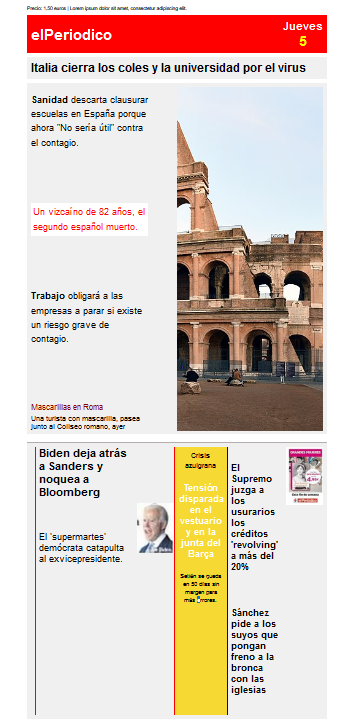 Precio: 1,50 euros | Lorem ipsum dolor sit amet, consectetur adipiscing elit.
elPeriodico
Jueves
5
Italia cierra los coles y la universidad por el virus
Sanidad descarta clausurar
escuelas en España porque
ahora "No sería útil" contra
el contagio.
Un vizcaíno de 82 años, el
segundo español muerto.
Trabajo obligará a las
empresas a parar si existe
un riesgo grave de
contagio.
Mascarillas en Roma
Una turista con mascarilla, pasea
junto al Coliseo romano, ayer
Biden deja atrás
a Sanders y
noquea a
Bloomberg
El 'supermartes'
demócrata catapulta
al exvicepresidente.
Crisis
azulgrana
Tensión
disparada
en el
vestuario
y en la
junta del
Barça
Setién se queda
en 50 días sin
margen para
más errores.
El
Supremo
juzga a
los
usurarios
los
créditos
'revolving'
a más del
20%
Sánchez
pide a los
suyos que
pongan
freno a la
bronca
con las
iglesias